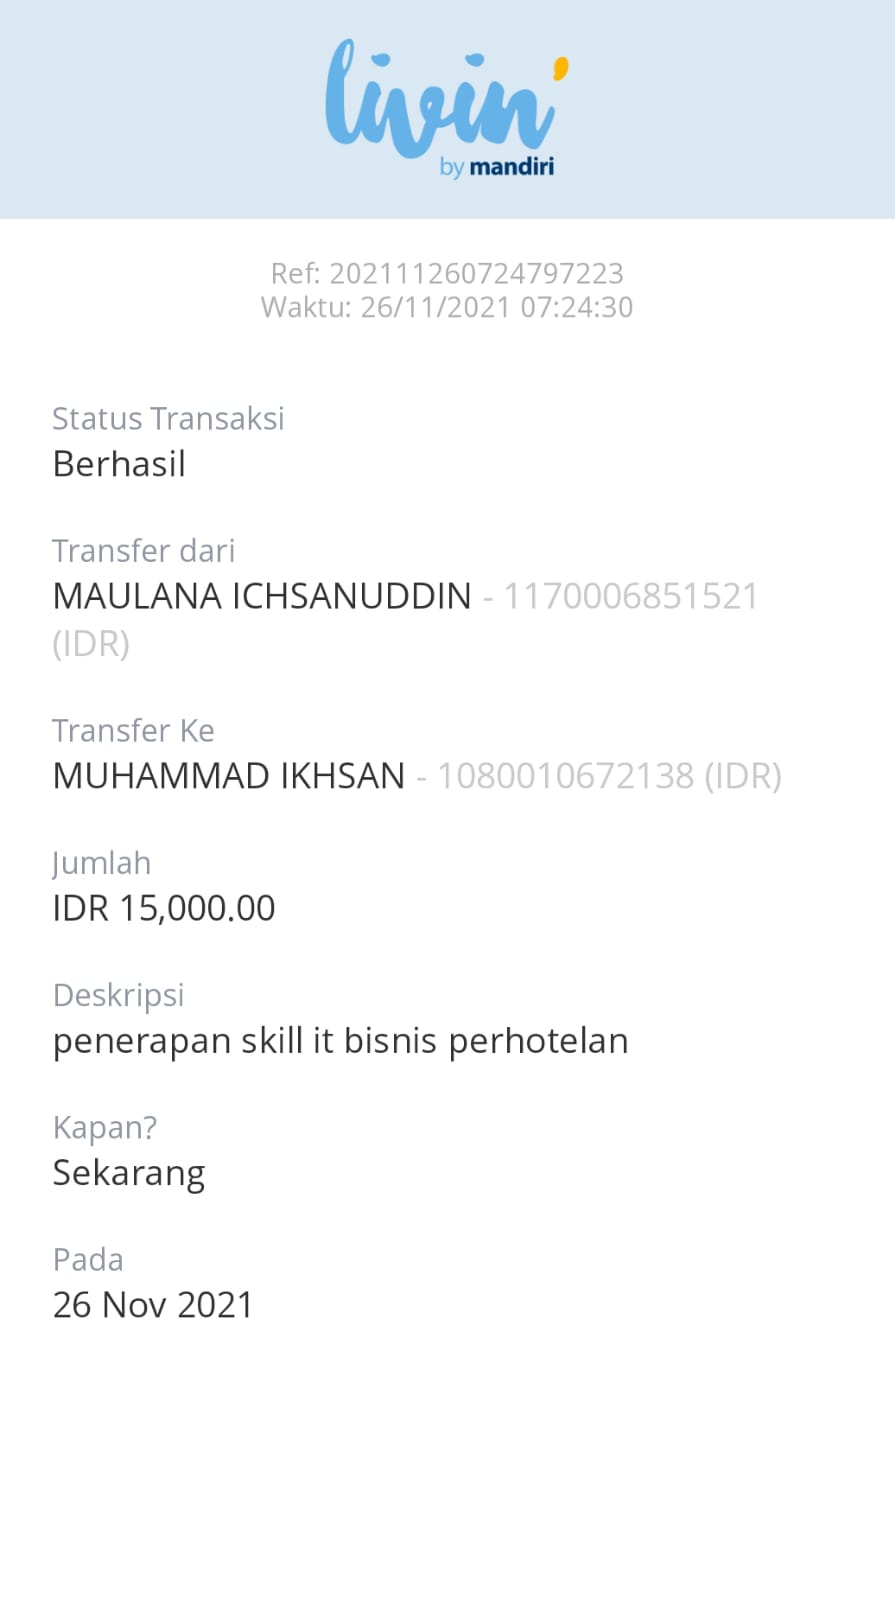 livin'
by mandiri
Ref: 202111260724797223
Waktu: 26/11/2021 07:24:30
Status Transaksi
Berhasil
Transfer dari
MAULANA ICHSANUDDIN - 1170006851521
(IDR)
Transfer Ke
MUHAMMAD IKHSAN - 1080010672138 (IDR)
Jumlah
IDR 15,000.00
Deskripsi
penerapan skill it bisnis perhotelan
Kapan?
Sekarang
Pada
26 Nov 2021